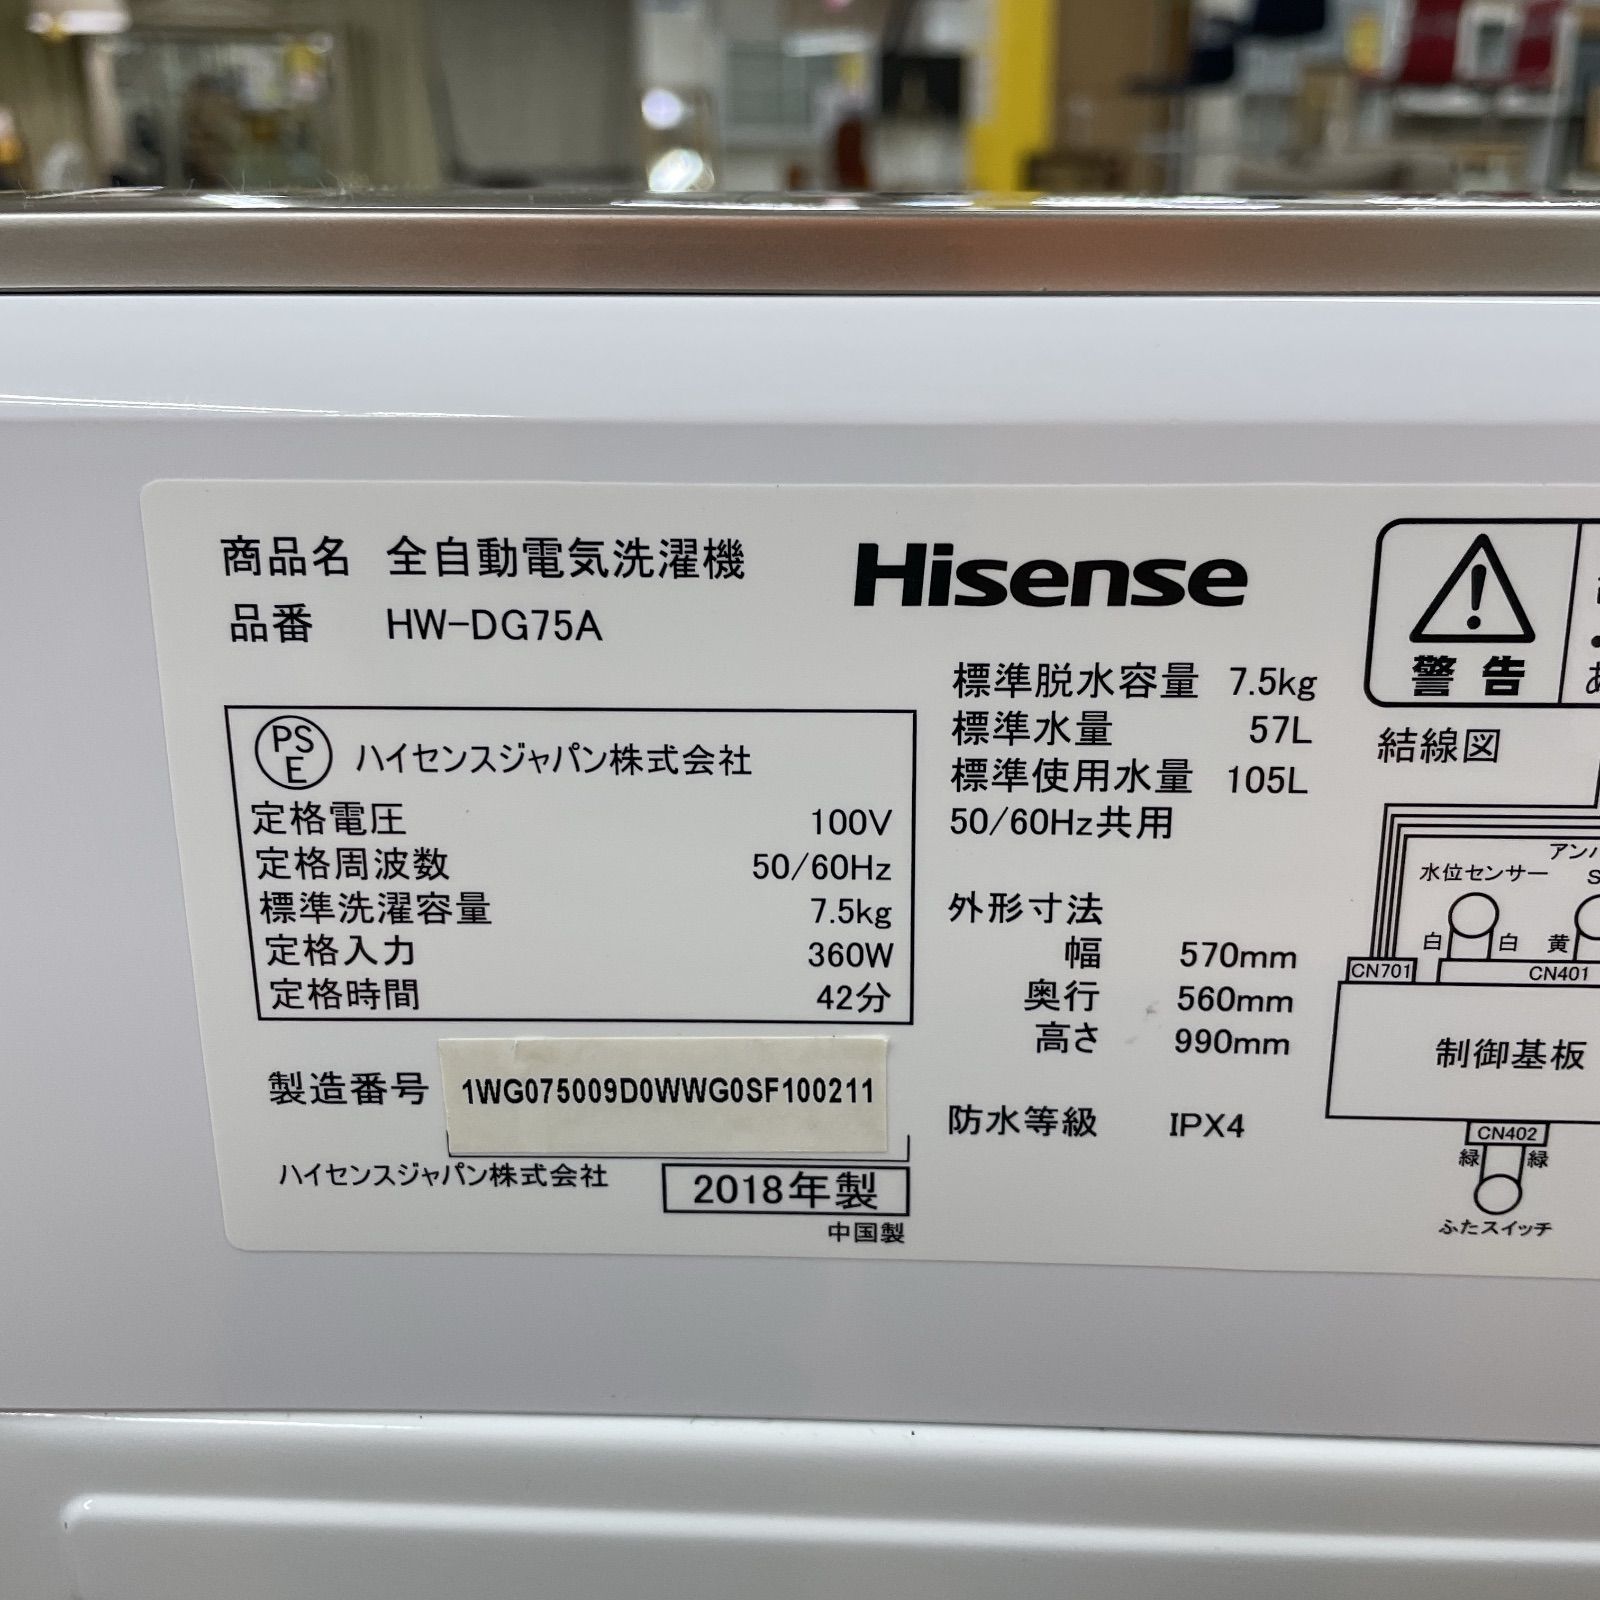 商品名 全自動電気洗濯機
品番 HW-DG75A
Hisense
PSE ハイセンスジャパン株式会社
定格電圧 100V
定格周波数 50/60Hz
標準洗濯容量 7.5kg
定格入力 360W
定格時間 42分
製造番号 1WG075009D0WWG0SF100211
ハイセンスジャパン株式会社
2018年製
中国製
標準脱水容量 7.5kg
標準水量 57L
標準使用水量 105L
50/60Hz共用
外形寸法
幅 570mm
奥行 560mm
高さ 990mm
防水等級 IPX4
警告
結線図
水位センサー
白 白 黄
CN701 CN401
制御基板
CN402
緑 緑
ふたスイッチ